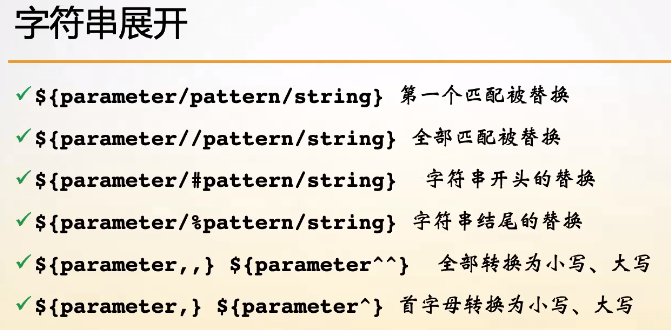 字符串展开
✓${parameter/pattern/string} 第一个匹配被替换
✓${parameter//pattern/string} 全部匹配被替换
✓${parameter/#pattern/string} 字符串开头的替换
✓${parameter/%pattern/string} 字符串结尾的替换
✓${parameter,,} ${parameter^^} 全部转换为小写、大写
✓${parameter,} ${parameter^} 首字母转换为小写、大写